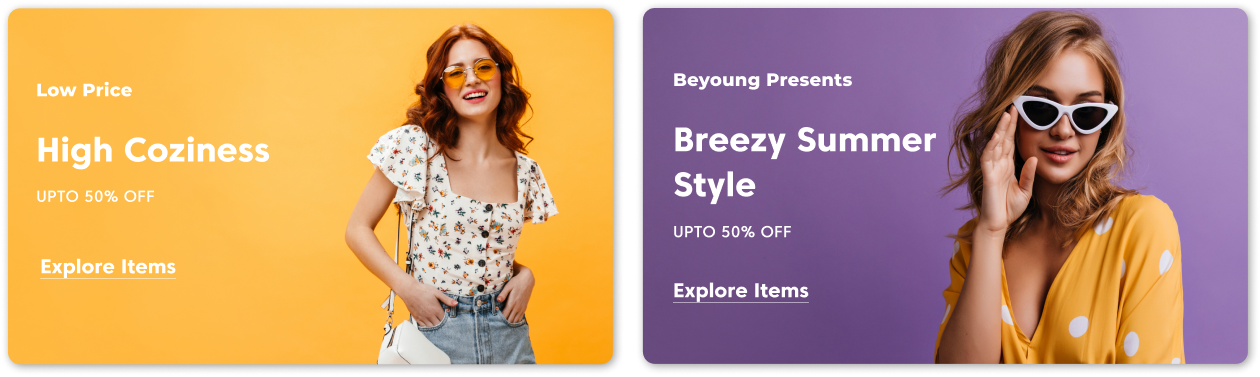 Low Price
High Coziness
UPTO 50% OFF
Explore Items
Beyoung Presents
Breezy Summer
Style
UPTO 50% OFF
Explore Items